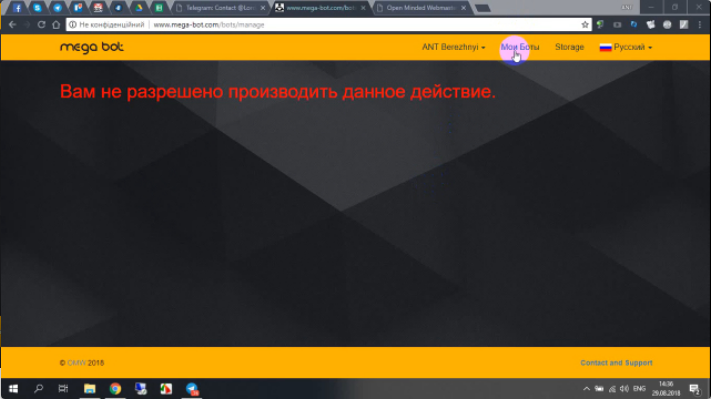 ANT
Telegram: Contact @Lon
www.mega-bot.com/bot
Open Minded Webmaste
Не конфіденційний
www.mega-bot.com/bots/manage
mega bot
ANT Berezhnyi
Мои Боты
Storage
Русский
Вам не разрешено производить данное действие.
© OMW 2018
Contact and Support
ENG
14:36
29.08.2018